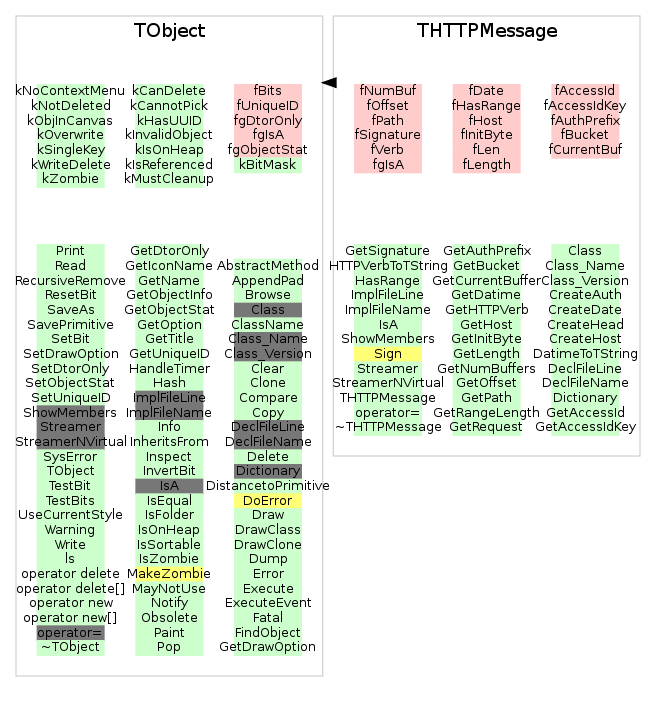 TObject
kNoContextMenu
kNotDeleted
kObjInCanvas
kOverwrite
kSingleKey
kWriteDelete
kZombie
kCanDelete
kCannotPick
kHasUUID
kInvalidObject
kIsOnHeap
kIsReferenced
kMustCleanup
fBits
fUniqueID
fgDtorOnly
fgIsA
fgObjectStat
kBitMask
Print
Read
RecursiveRemove
ResetBit
SaveAs
SavePrimitive
SetBit
SetDrawOption
SetDtorOnly
SetObjectStat
SetUniqueID
ShowMembers
Streamer
StreamerNVirtual
SysError
TObject
TestBit
TestBits
UseCurrentStyle
Warning
Write
ls
operator delete
operator delete[]
operator new
operator new[]
operator=
~TObject
GetDtorOnly
GetIconName
GetName
GetObjectInfo
GetObjectStat
GetOption
GetTitle
GetUniqueID
HandleTimer
Hash
ImplFileLine
ImplFileName
Info
InheritsFrom
Inspect
InvertBit
IsA
IsEqual
IsFolder
IsOnHeap
IsSortable
IsZombie
MakeZombie
MayNotUse
Notify
Obsolete
Paint
Pop
AbstractMethod
AppendPad
Browse
Class
ClassName
Class_Name
Class_Version
Clear
Clone
Compare
Copy
DeclFileLine
DeclFileName
Delete
Dictionary
DistancetoPrimitive
DoError
Draw
DrawClass
DrawClone
Dump
Error
Execute
ExecuteEvent
Fatal
FindObject
GetDrawOption
THTTPMessage
fNumBuf
fOffset
fPath
fSignature
fVerb
fgIsA
fDate
fHasRange
fHost
fInitByte
fLen
fLength
fAccessId
fAccessIdKey
fAuthPrefix
fBucket
fCurrentBuf
GetSignature
HTTPVerbToTString
HasRange
ImplFileLine
ImplFileName
IsA
ShowMembers
Sign
Streamer
StreamerNVirtual
THTTPMessage
operator=
~THTTPMessage
GetAuthPrefix
GetBucket
GetCurrentBuffer
GetDatime
GetHTTPVerb
GetHost
GetInitByte
GetLength
GetNumBuffers
GetOffset
GetPath
GetRangeLength
GetRequest
Class
Class_Name
Class_Version
CreateAuth
CreateDate
CreateHead
CreateHost
DatimeToTString
DeclFileLine
DeclFileName
Dictionary
GetAccessId
GetAccessIdKey